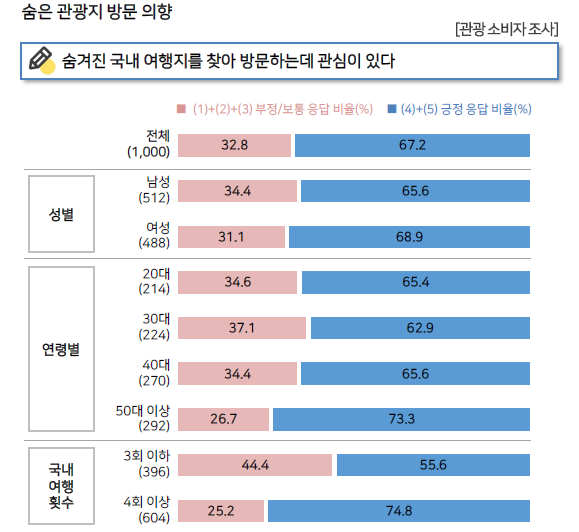 숨은 관광지 방문 의향
[관광 소비자 조사]
숨겨진 국내 여행지를 찾아 방문하는데 관심이 있다
(1)+(2)+(3) 부정/보통 응답 비율(%) (4)+(5) 긍정 응답 비율(%)
전체
(1,000) 32.8 67.2
성별
남성
(512) 34.4 65.6
여성
(488) 31.1 68.9
연령별
20대
(214) 34.6 65.4
30대
(224) 37.1 62.9
40대
(270) 34.4 65.6
50대 이상
(292) 26.7 73.3
국내
여행
횟수
3회 이하
(396) 44.4 55.6
4회 이상
(604) 25.2 74.8